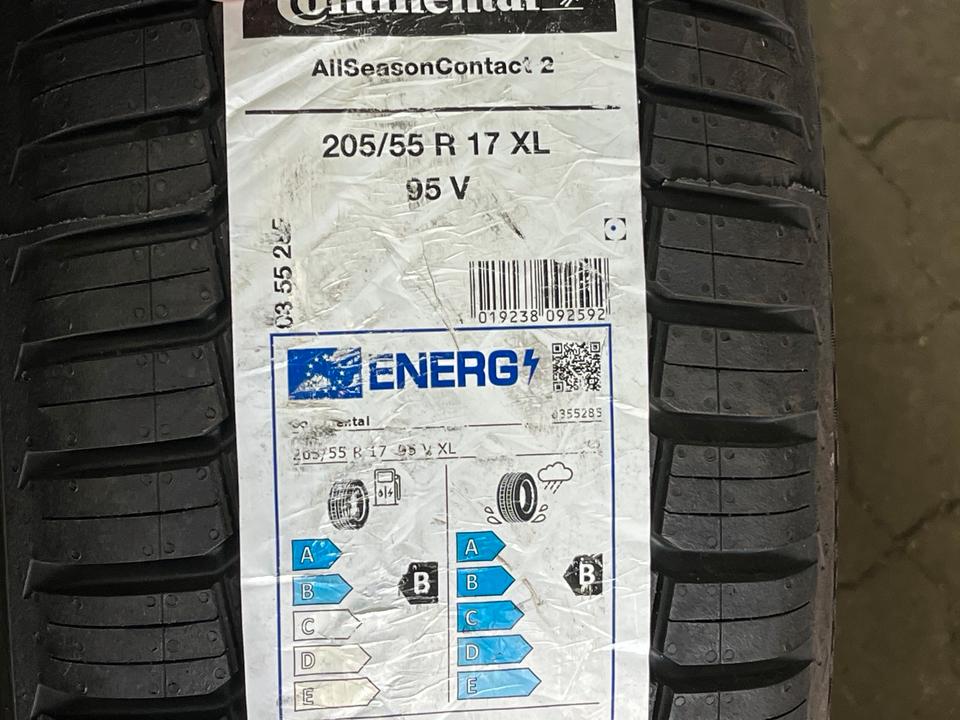 Continental
AllSeasonContact 2
205/55 R 17 XL
95 V
03 55 285
019238 092592
ENERG
0355285
205/55 R 17 95 V XL
A
B
C
D
E
B
A
B
C
D
E
B